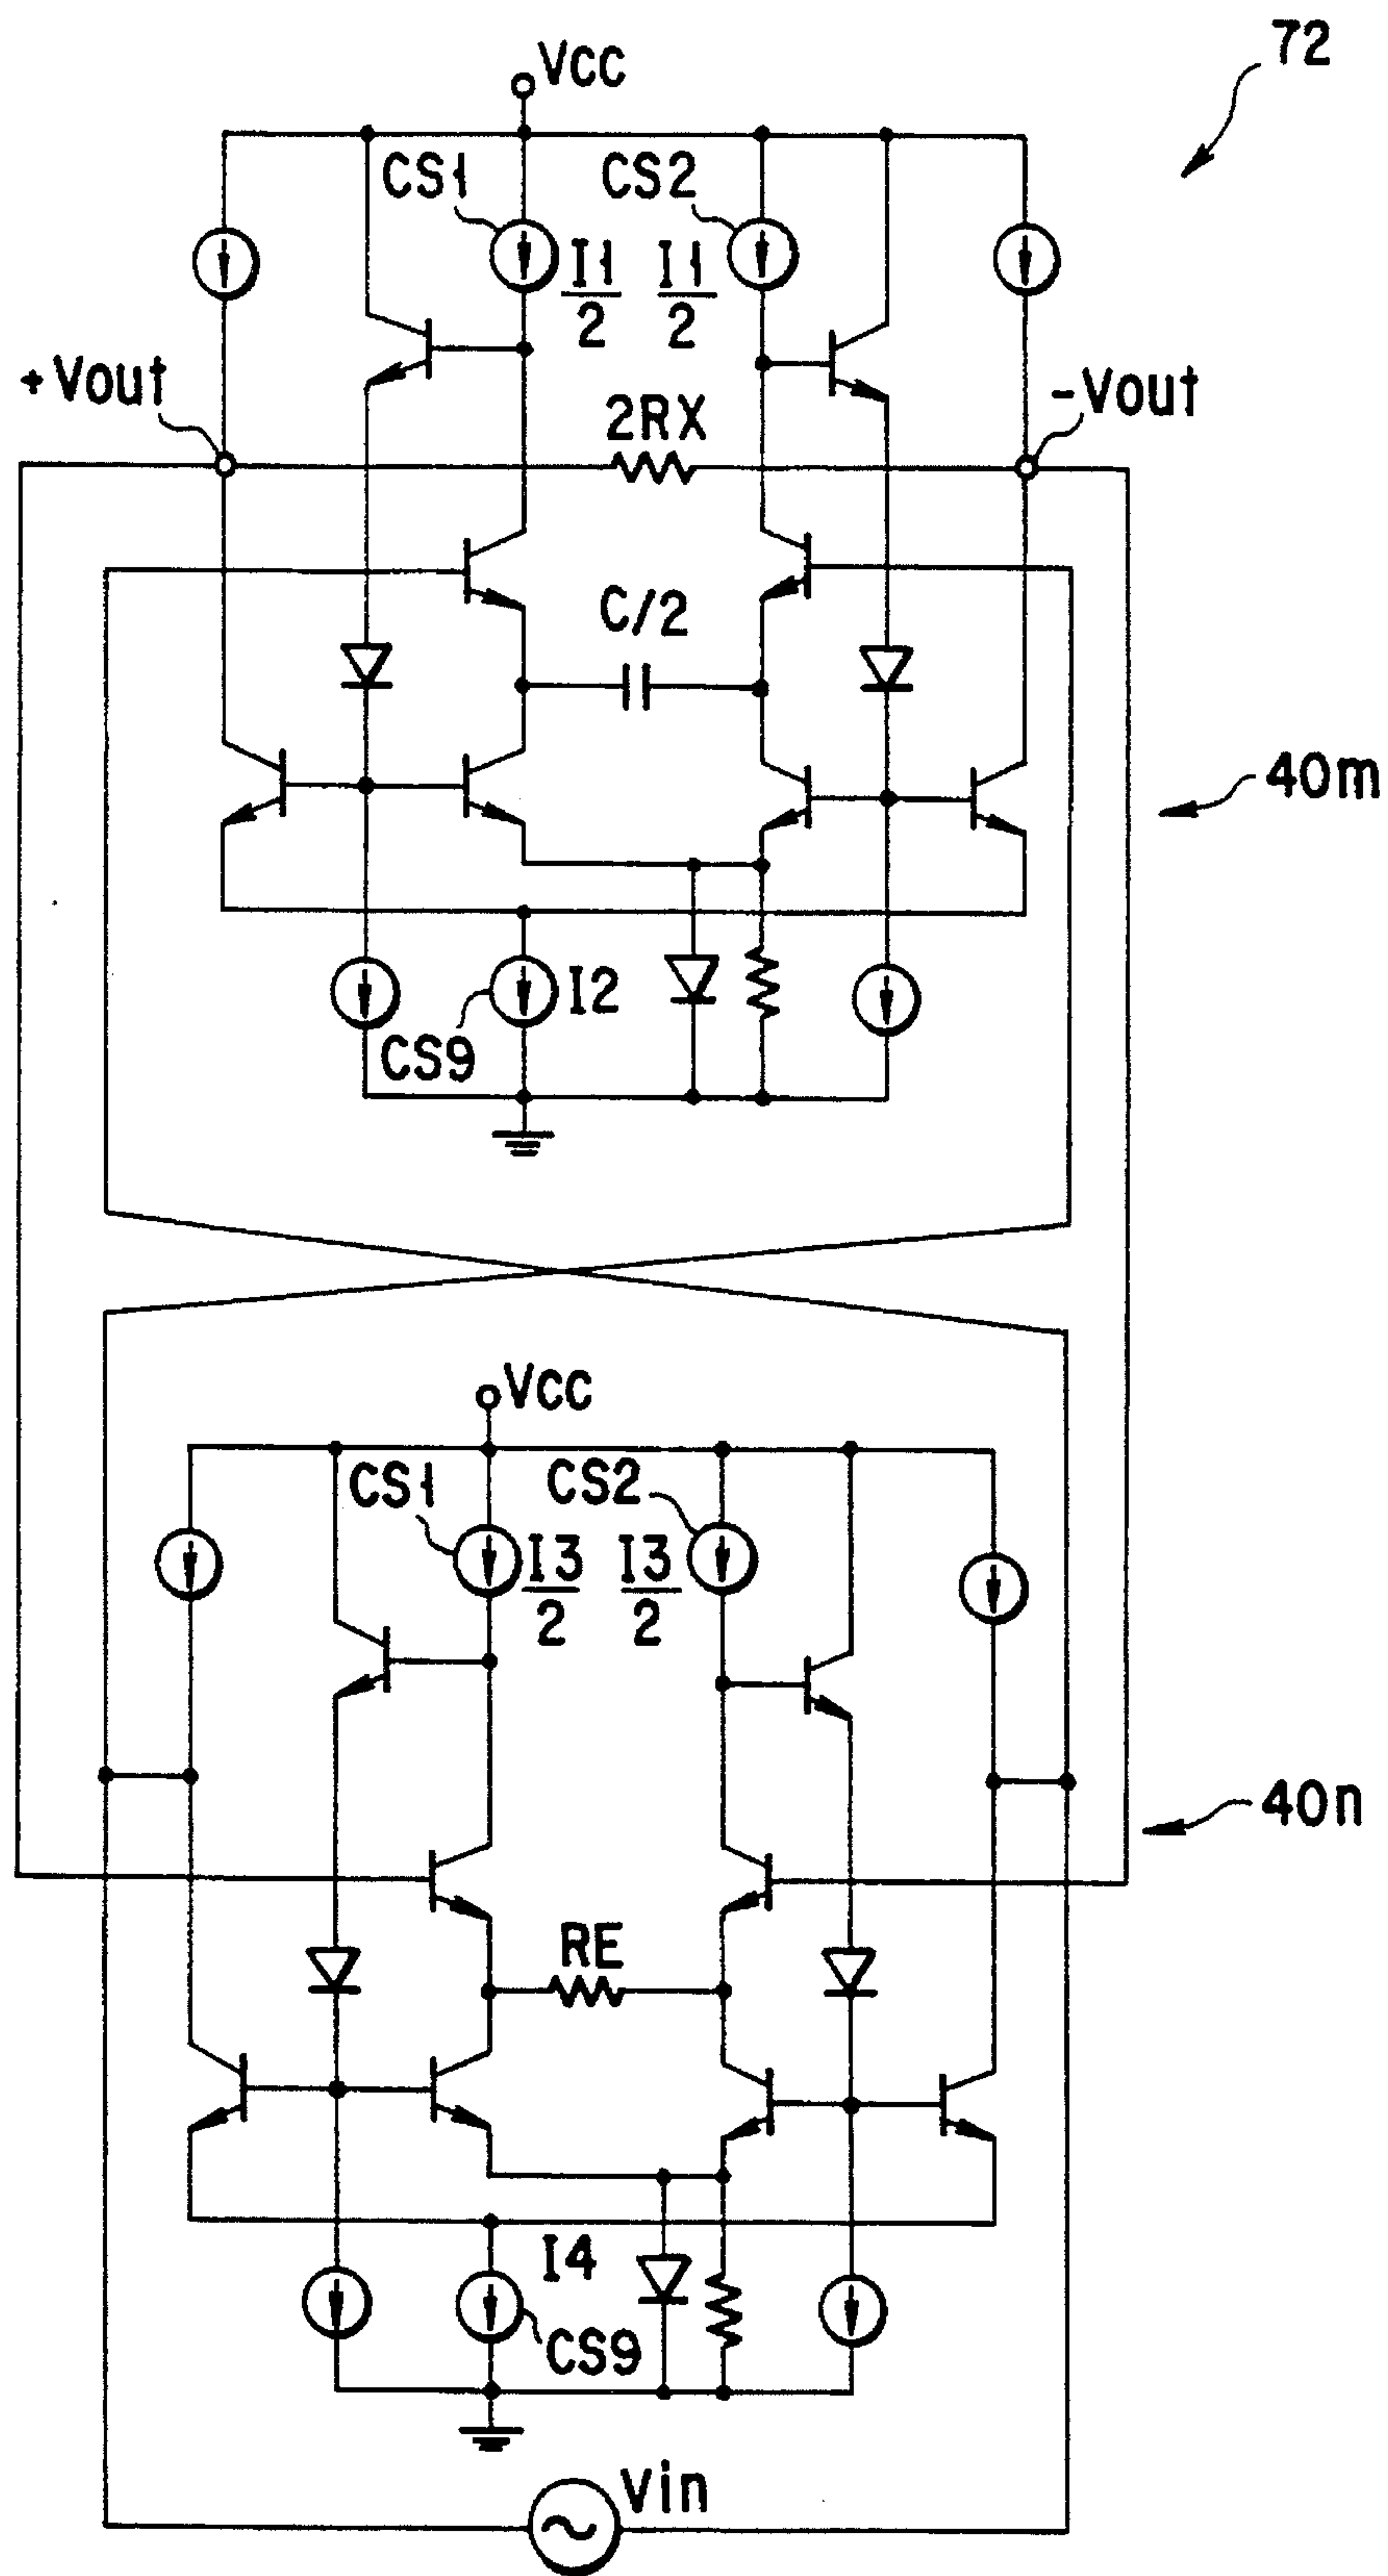 72
Vcc
CS1
CS2
I1/2
I1/2
+Vout
-Vout
2RX
C/2
40m
I2
CS9
Vcc
CS1
CS2
I3/2
I3/2
40n
RE
I4
CS9
Vin